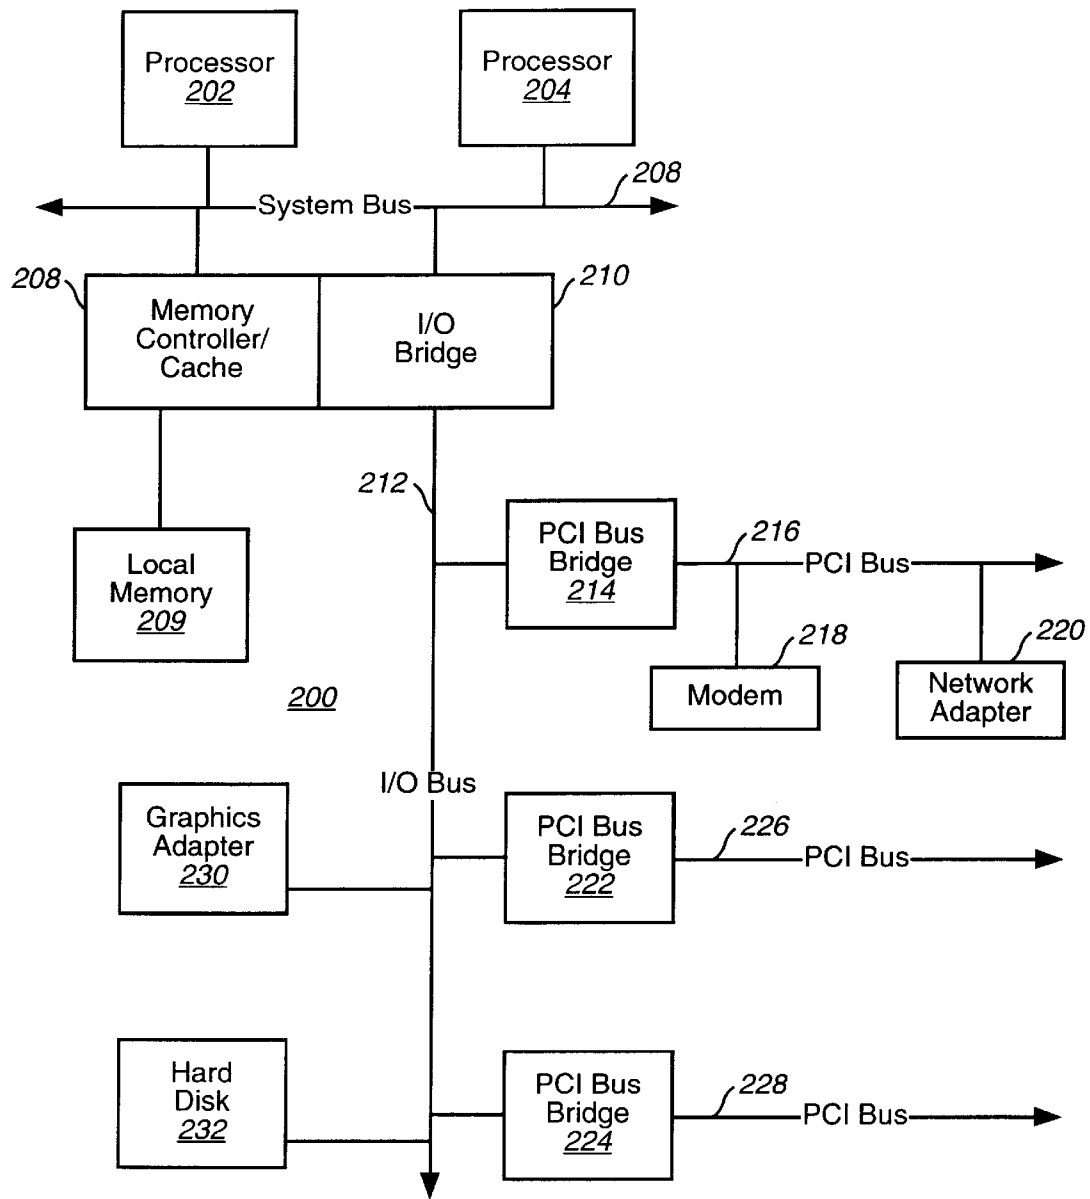 Processor
202
Processor
204
System Bus
208
208
Memory
Controller/
Cache
I/O
Bridge
210
212
PCI Bus
Bridge
214
216
PCI Bus
Local
Memory
209
218
Modem
220
Network
Adapter
200
I/O Bus
Graphics
Adapter
230
PCI Bus
Bridge
222
226
PCI Bus
Hard
Disk
232
PCI Bus
Bridge
224
228
PCI Bus